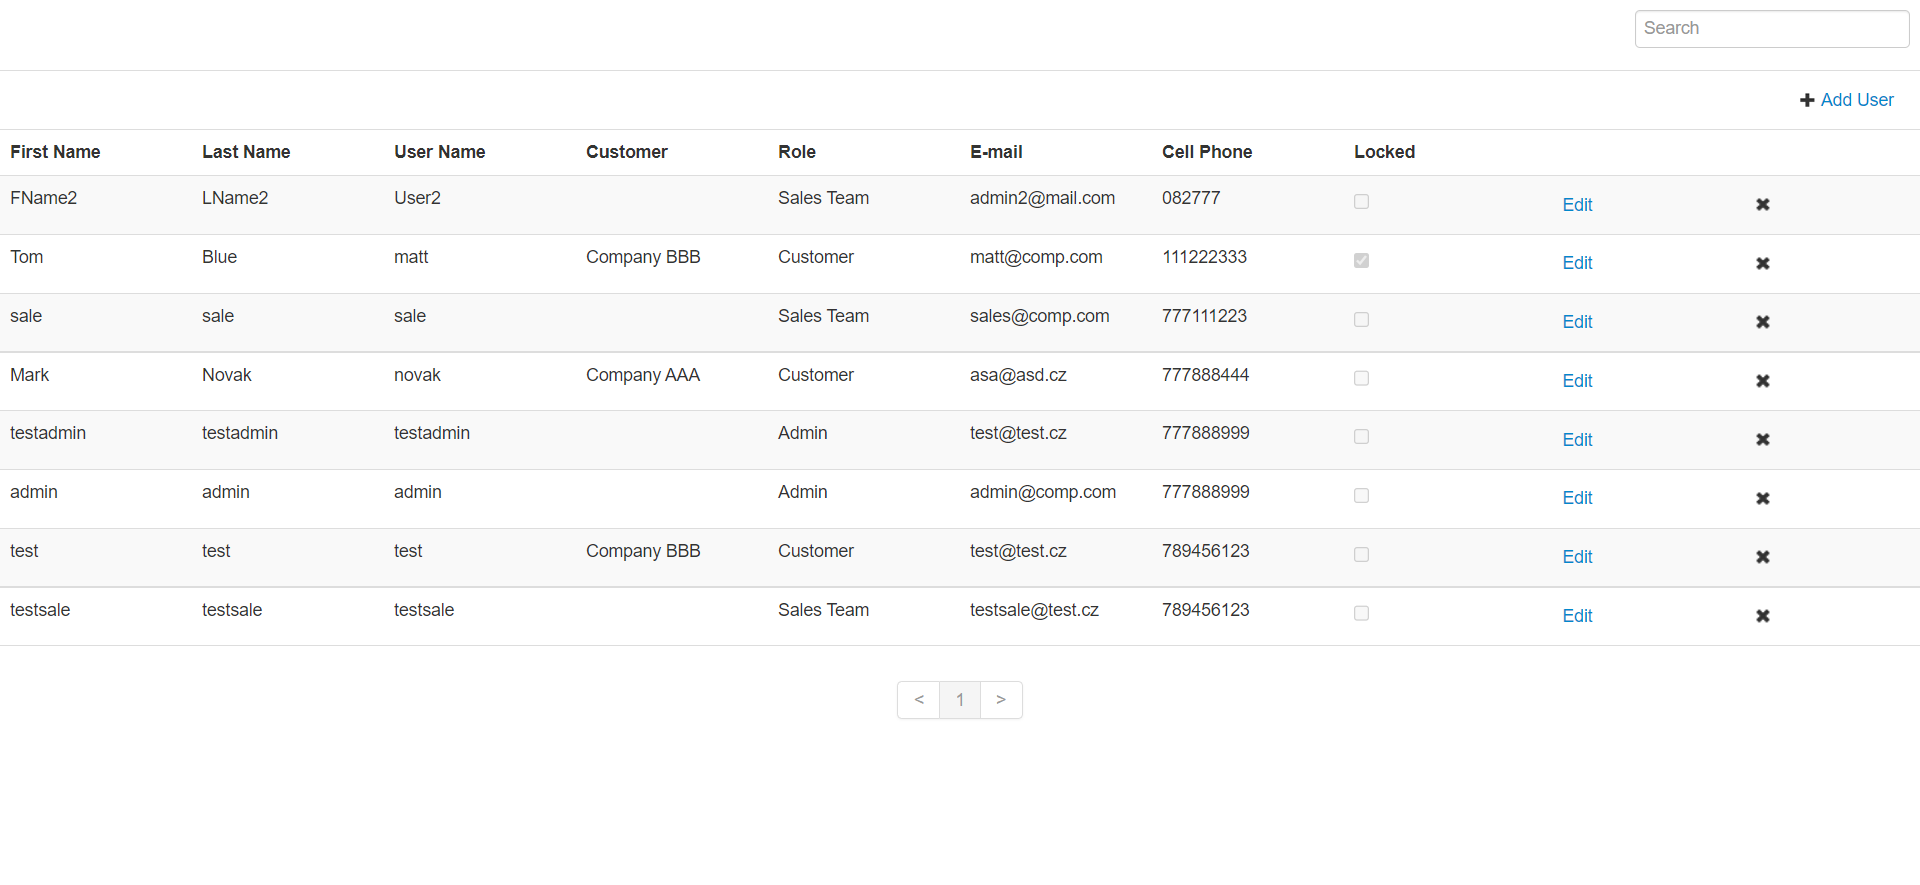 Search
Add User
First Name Last Name User Name Customer Role E-mail Cell Phone Locked
FName2 LName2 User2 Sales Team admin2@mail.com 082777 Edit
Tom Blue matt Company BBB Customer matt@comp.com 111222333 Edit
sale sale sale Sales Team sales@comp.com 777111223 Edit
Mark Novak novak Company AAA Customer asa@asd.cz 777888444 Edit
testadmin testadmin testadmin Admin test@test.cz 777888999 Edit
admin admin admin Admin admin@comp.com 777888999 Edit
test test test Company BBB Customer test@test.cz 789456123 Edit
testsale testsale testsale Sales Team testsale@test.cz 789456123 Edit
< 1 >